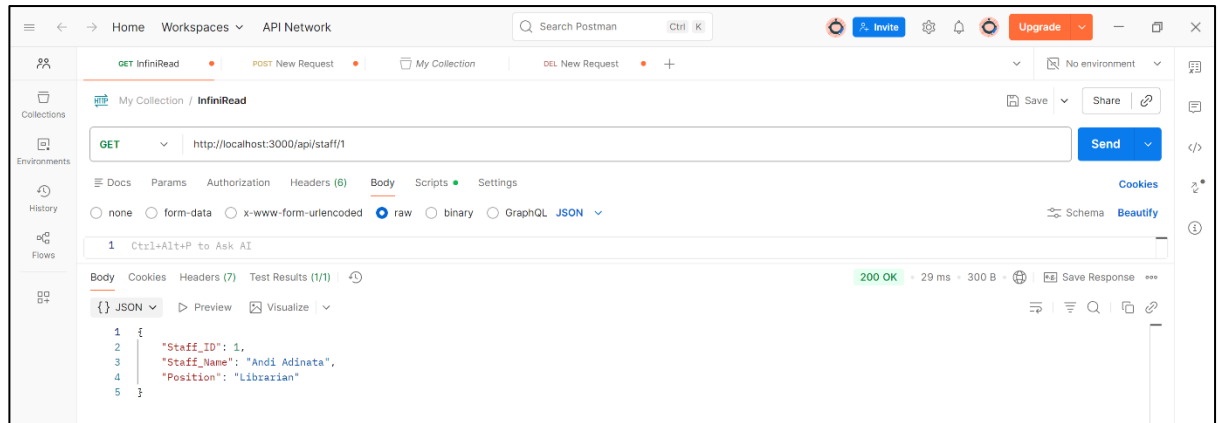 Home Workspaces API Network Search Postman Ctrl K Invite Upgrade
GET InfiniRead POST New Request My Collection DEL New Request No environment
HTTP My Collection / InfiniRead Save Share
Collections
GET http://localhost:3000/api/staff/1 Send
Environments
Docs Params Authorization Headers (6) Body Scripts Settings Cookies
History
none form-data x-www-form-urlencoded raw binary GraphQL JSON Schema Beautify
1 Ctrl+Alt+P to Ask AI
Flows
Body Cookies Headers (7) Test Results (1/1) 200 OK 29 ms 300 B Save Response
{} JSON Preview Visualize
1 {
2 "Staff_ID": 1,
3 "Staff_Name": "Andi Adinata",
4 "Position": "Librarian"
5 }